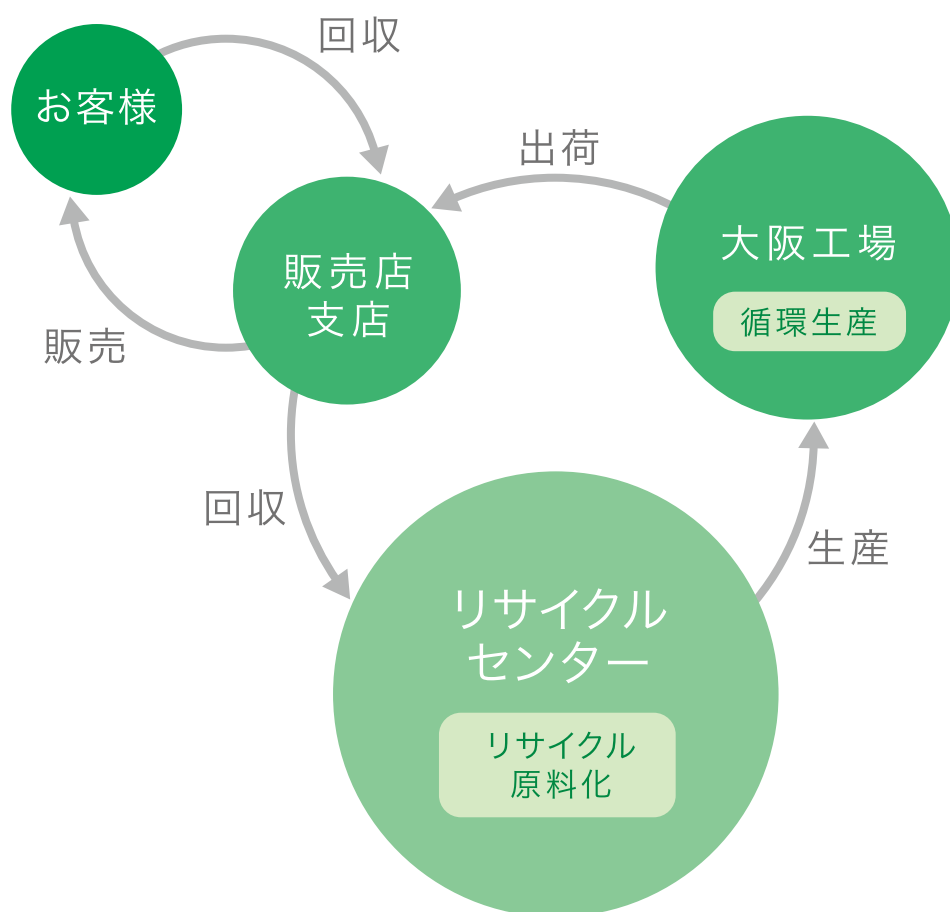 回収
お客様
出荷
大阪工場
循環生産
販売店
支店
販売
回収
生産
リサイクル
センター
リサイクル
原料化